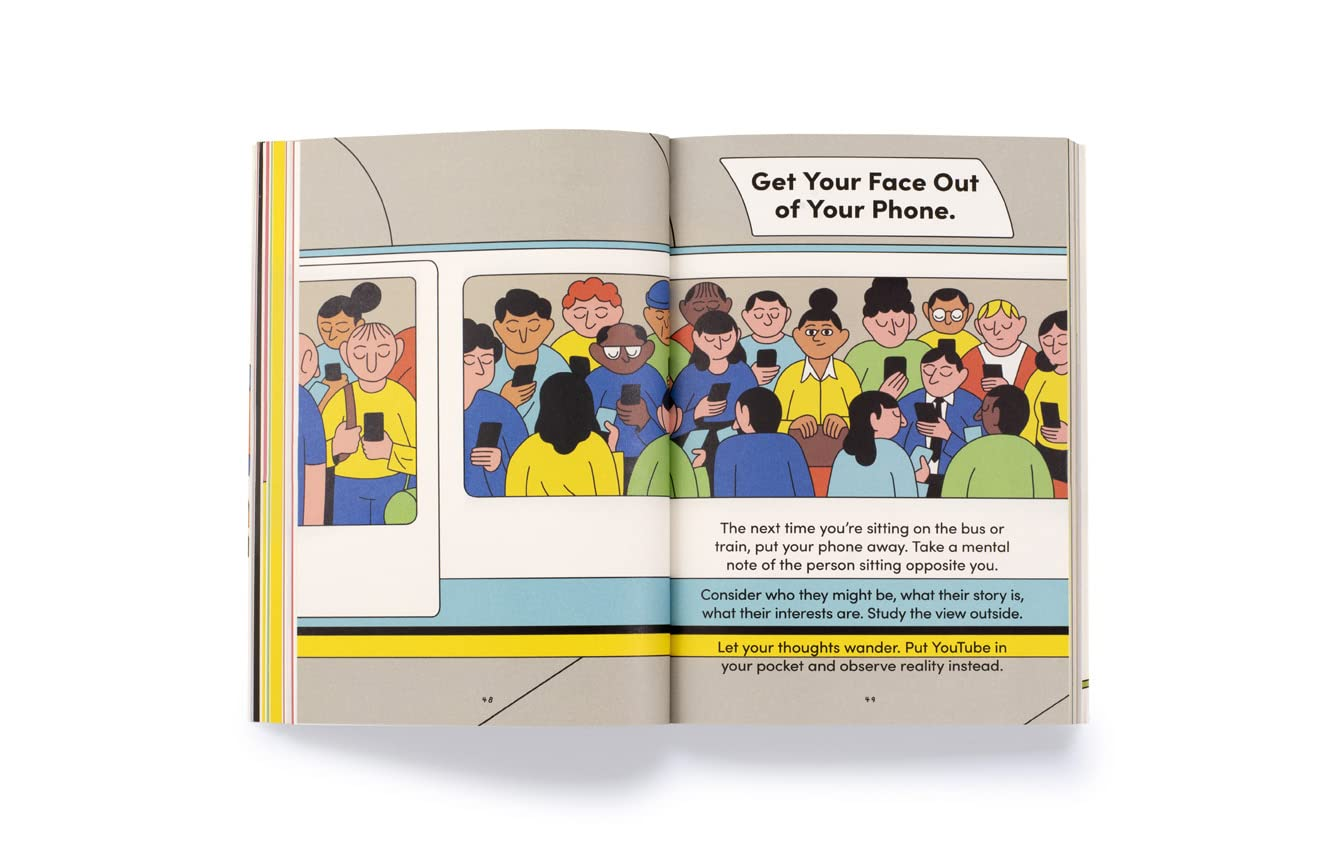 Get Your Face Out
of Your Phone.
The next time you’re sitting on the bus or
train, put your phone away. Take a mental
note of the person sitting opposite you.
Consider who they might be, what their story is,
what their interests are. Study the view outside.
Let your thoughts wander. Put YouTube in
your pocket and observe reality instead.
48
49